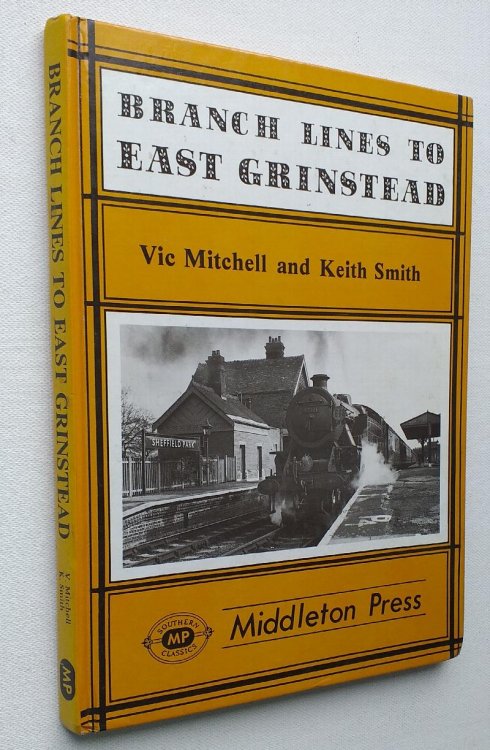 BRANCH LINES TO
EAST GRINSTEAD
Vic Mitchell and Keith Smith
SHEFFIELD PARK
SOUTHERN
MP
CLASSICS
Middleton Press
BRANCH LINES TO EAST GRINSTEAD
V. Mitchell
K. Smith
MP